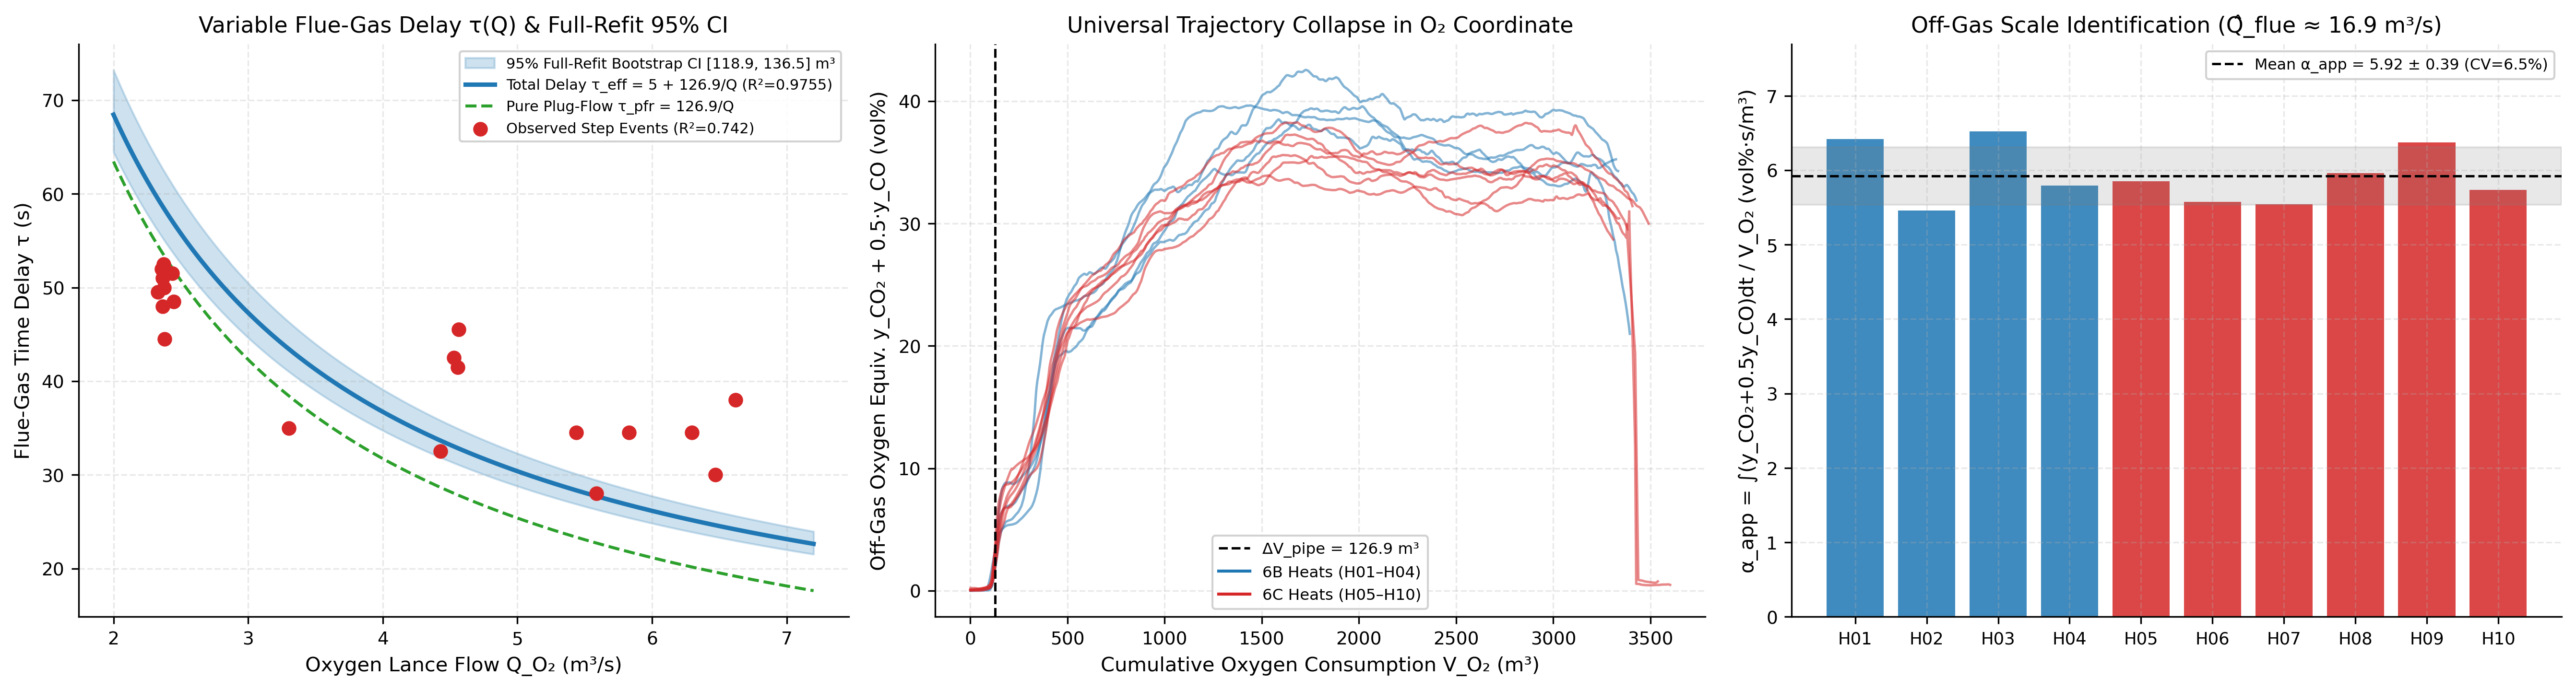 Variable Flue-Gas Delay τ(Q) & Full-Refit 95% CI
95% Full-Refit Bootstrap CI [118.9, 136.5] m³
Total Delay τ_eff = 5 + 126.9/Q (R²=0.9755)
Pure Plug-Flow τ_pfr = 126.9/Q
Observed Step Events (R²=0.742)
Flue-Gas Time Delay τ (s)
70
60
50
40
30
20
2 3 4 5 6 7
Oxygen Lance Flow Q_O₂ (m³/s)
Universal Trajectory Collapse in O₂ Coordinate
Off-Gas Oxygen Equiv. y_CO₂ + 0.5·y_CO (vol%)
40
30
20
10
0
ΔV_pipe = 126.9 m³
6B Heats (H01–H04)
6C Heats (H05–H10)
0 500 1000 1500 2000 2500 3000 3500
Cumulative Oxygen Consumption V_O₂ (m³)
Off-Gas Scale Identification (Q̇_flue ≈ 16.9 m³/s)
Mean α_app = 5.92 ± 0.39 (CV=6.5%)
α_app = ∫(y_CO₂+0.5y_CO)dt / V_O₂ (vol%·s/m³)
7
6
5
4
3
2
1
0
H01 H02 H03 H04 H05 H06 H07 H08 H09 H10